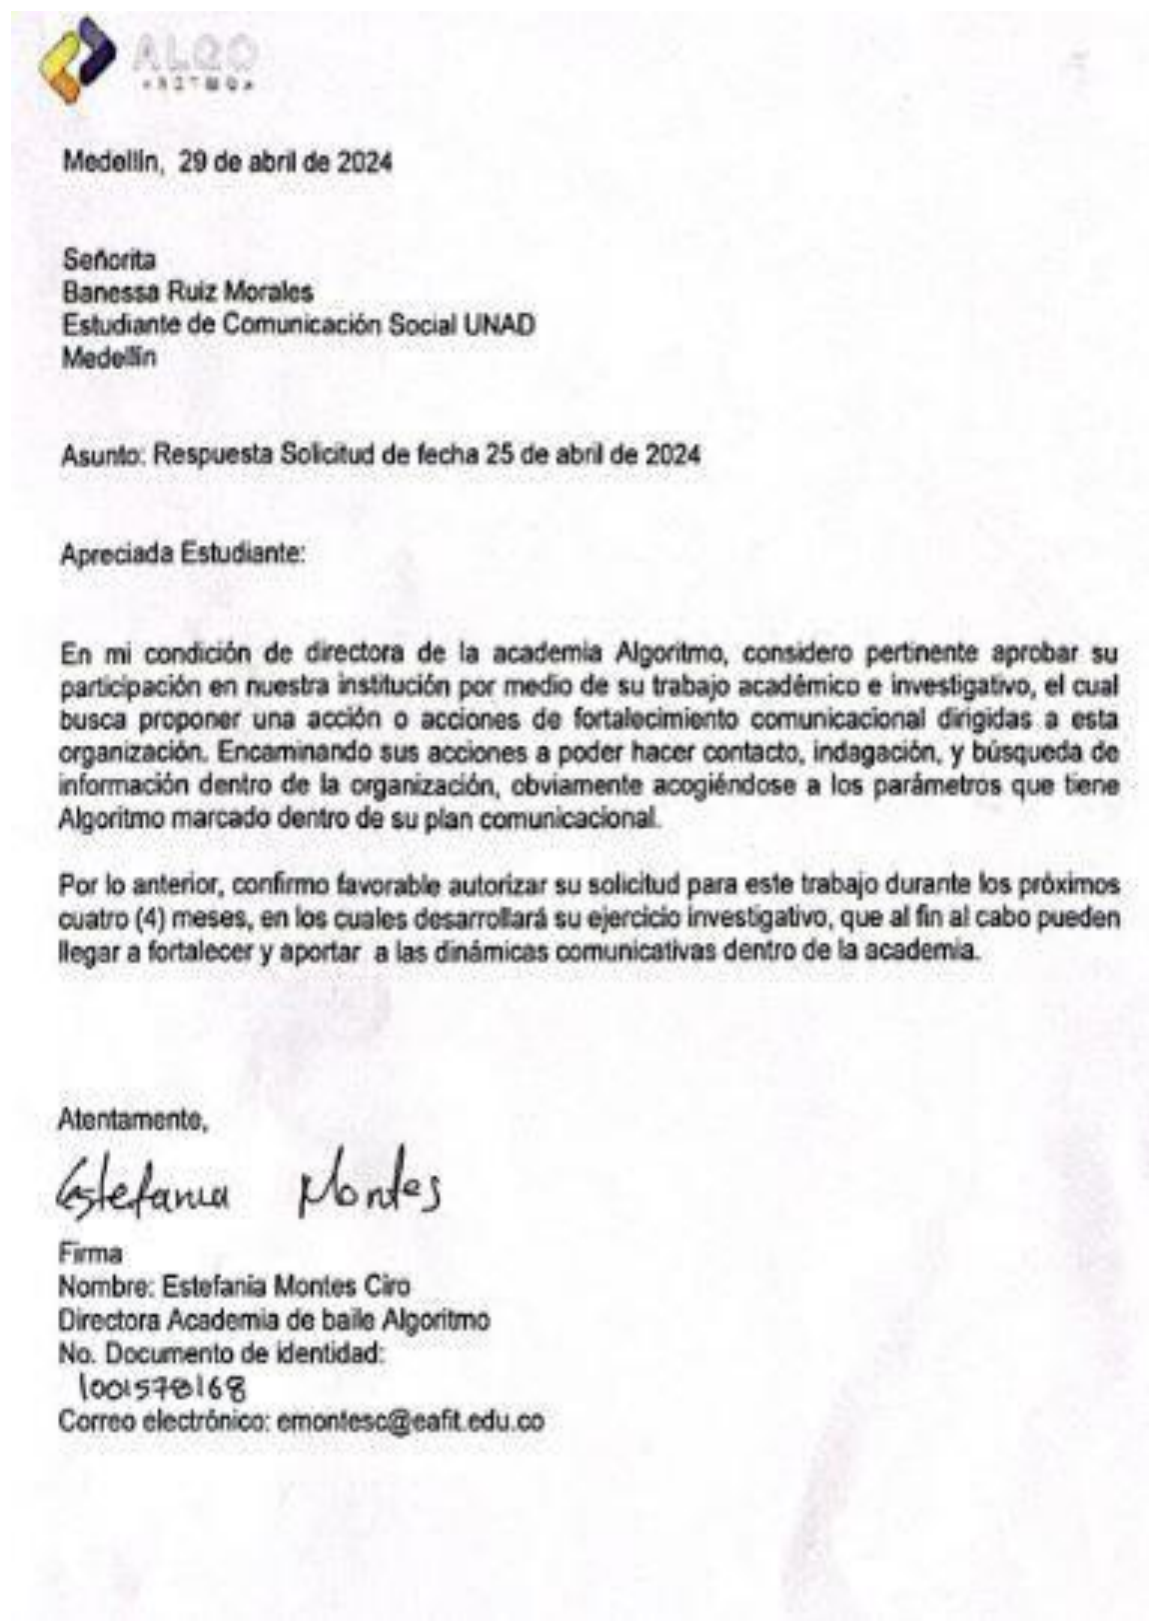 ALGO
Medellín, 29 de abril de 2024
Señorita
Banessa Ruiz Morales
Estudiante de Comunicación Social UNAD
Medellín
Asunto: Respuesta Solicitud de fecha 25 de abril de 2024
Apreciada Estudiante:
En mi condición de directora de la academia Algoritmo, considero pertinente aprobar su
participación en nuestra institución por medio de su trabajo académico e investigativo, el cual
busca proponer una acción o acciones de fortalecimiento comunicacional dirigidas a esta
organización. Encaminando sus acciones a poder hacer contacto, indagación, y búsqueda de
información dentro de la organización, obviamente acogiéndose a los parámetros que tiene
Algoritmo marcado dentro de su plan comunicacional.
Por lo anterior, confirmo favorable autorizar su solicitud para este trabajo durante los próximos
cuatro (4) meses, en los cuales desarrollará su ejercicio investigativo, que al fin al cabo pueden
llegar a fortalecer y aportar a las dinámicas comunicativas dentro de la academia.
Atentamente,
Estefania Montes
Firma
Nombre: Estefania Montes Ciro
Directora Academia de baile Algoritmo
No. Documento de identidad:
1001578168
Correo electrónico: emontesc@eafit.edu.co